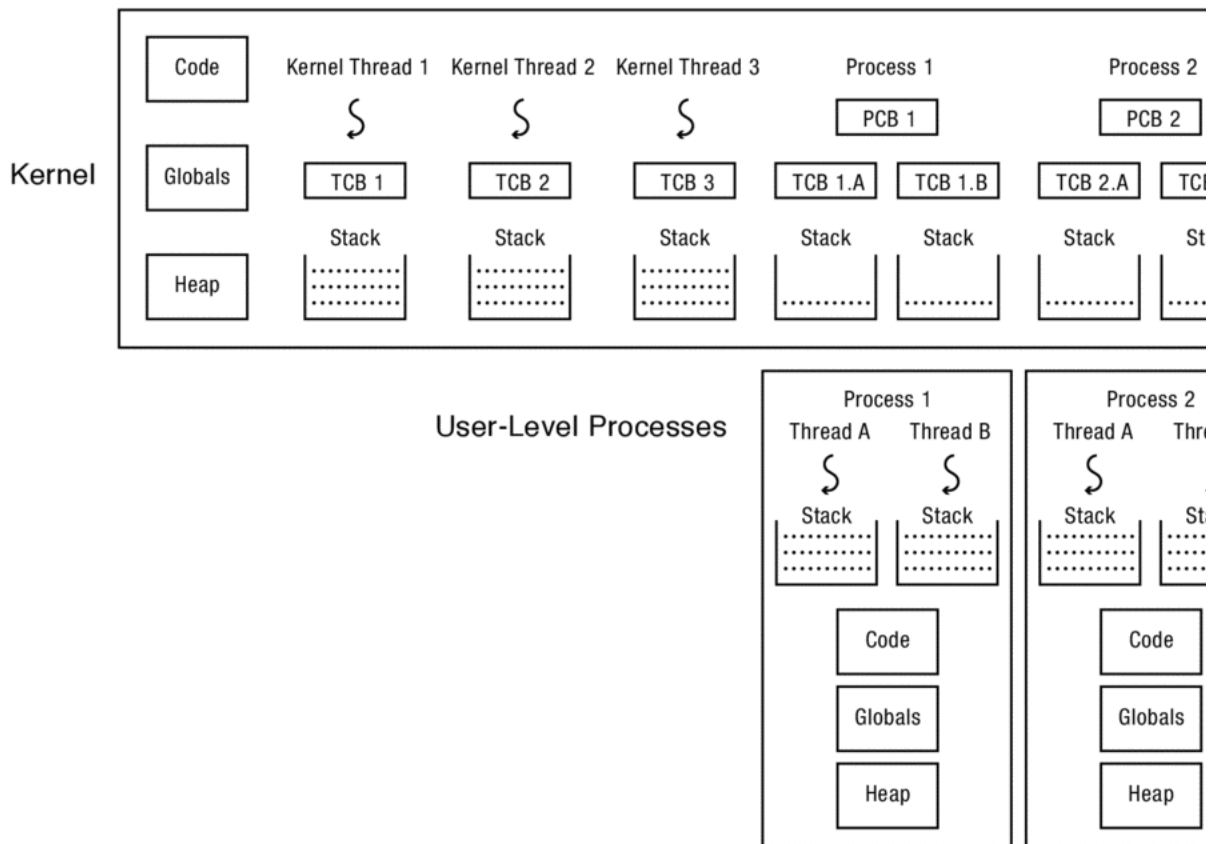 Code
Kernel Thread 1
Kernel Thread 2
Kernel Thread 3
Process 1
Process 2
PCB 1
PCB 2
Kernel
Globals
TCB 1
TCB 2
TCB 3
TCB 1.A
TCB 1.B
TCB 2.A
Stack
Stack
Stack
Stack
Stack
Stack
Heap
User-Level Processes
Process 1
Thread A
Thread B
Stack
Stack
Code
Globals
Heap
Process 2
Thread A
Stack
Code
Globals
Heap